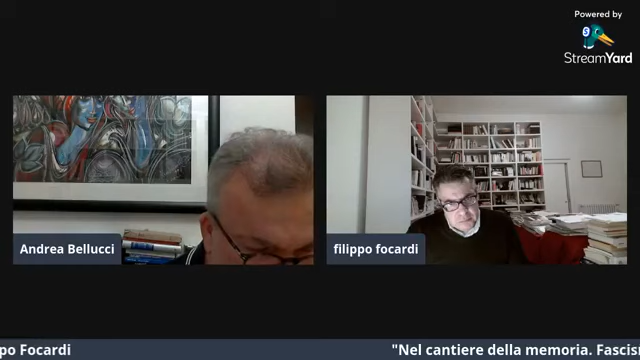 Powered by
StreamYard
Andrea Bellucci
filippo focardi
po Focardi
"Nel cantiere della memoria. Fascis